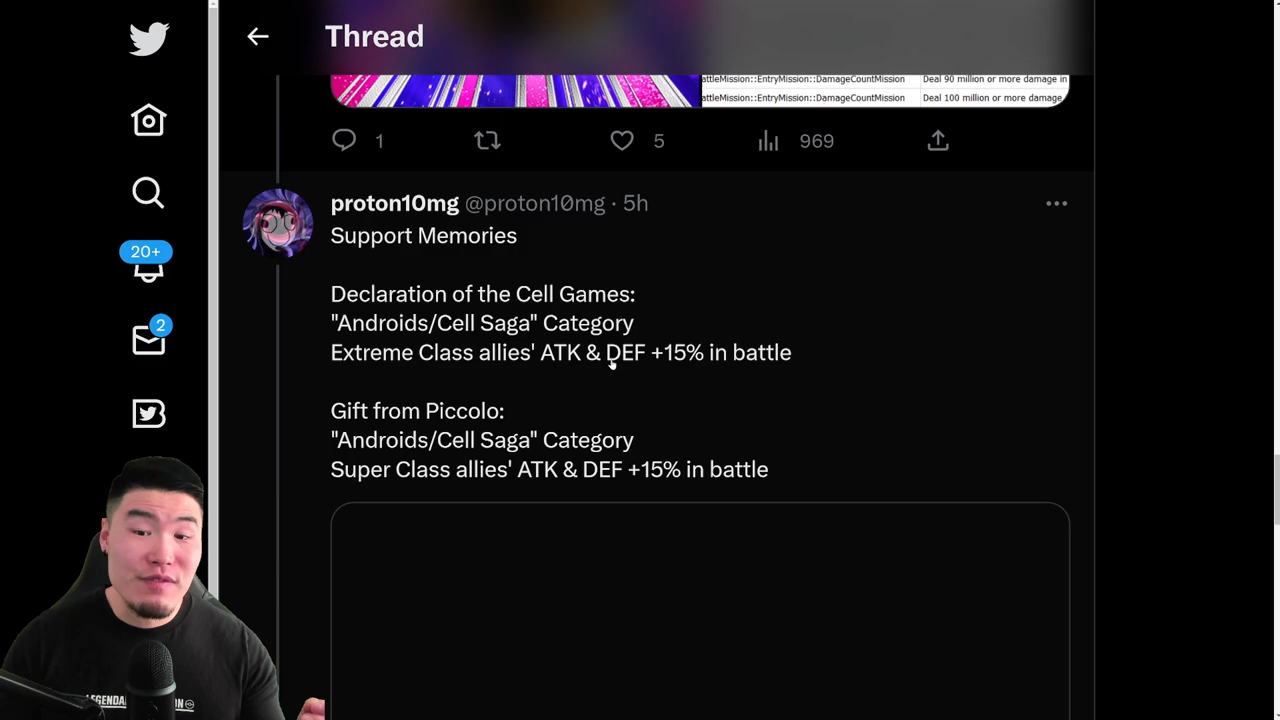 Thread
attleMission::EntryMission::DamageCountMission Deal 90 million or more damage in
attleMission::EntryMission::DamageCountMission Deal 100 million or more damage
1 5 969
proton10mg @proton10mg · 5h
Support Memories
20+
Declaration of the Cell Games:
"Androids/Cell Saga" Category
2
Extreme Class allies' ATK & DEF +15% in battle
Gift from Piccolo:
"Androids/Cell Saga" Category
Super Class allies' ATK & DEF +15% in battle